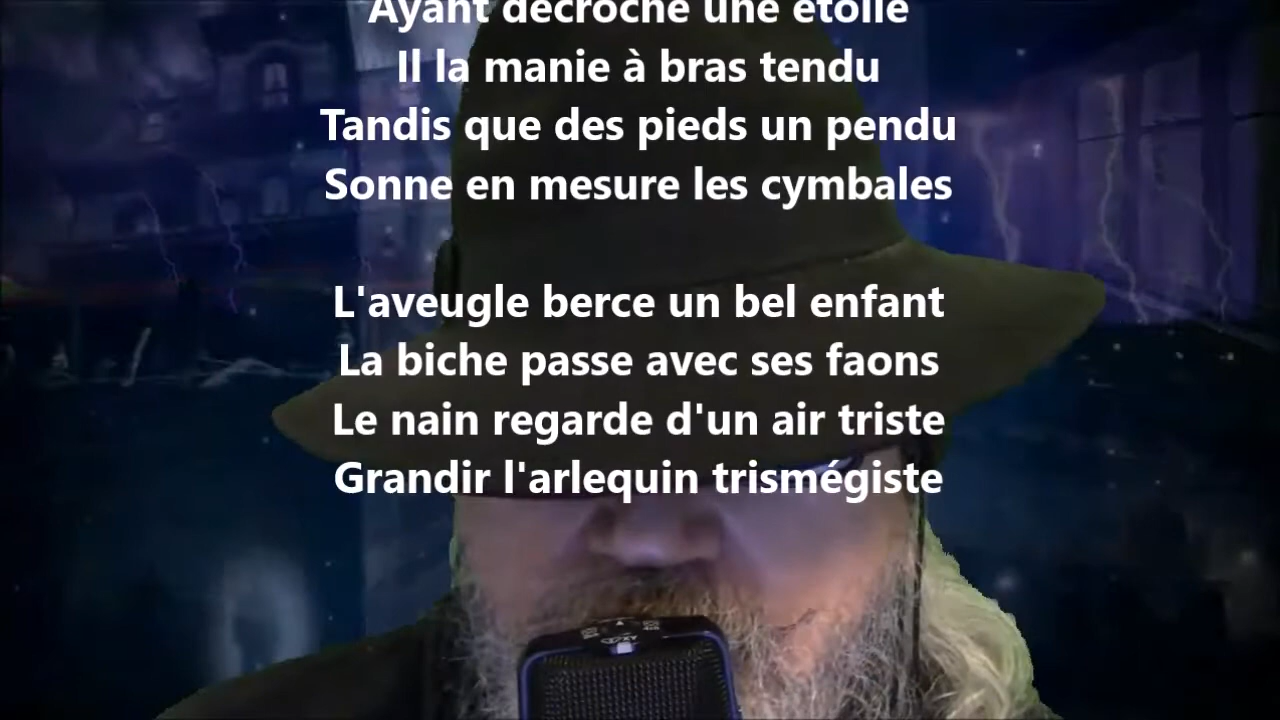 Ayant décroché une étoile
Il la manie à bras tendu
Tandis que des pieds un pendu
Sonne en mesure les cymbales
L'aveugle berce un bel enfant
La biche passe avec ses faons
Le nain regarde d'un air triste
Grandir l'arlequin trismégiste
XY